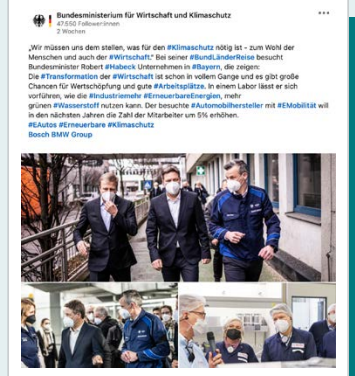 Bundesministerium für Wirtschaft und Klimaschutz
47.550 Follower:innen
2 Wochen
„Wir müssen uns dem stellen, was für den #Klimaschutz nötig ist - zum Wohl der
Menschen und auch der #Wirtschaft." Bei seiner #BundLänderReise besucht
Bundesminister Robert #Habeck Unternehmen in #Bayern, die zeigen:
Die #Transformation der #Wirtschaft ist schon in vollem Gange und es gibt große
Chancen für Wertschöpfung und gute #Arbeitsplätze. In einem Labor lässt er sich
vorführen, wie die #Industriemehr #ErneuerbareEnergien, mehr
grünen #Wasserstoff nutzen kann. Der besuchte #Automobilhersteller mit #EMobilität will
in den nächsten Jahren die Zahl der Mitarbeiter um 5% erhöhen.
#EAutos #Erneuerbare #Klimaschutz
Bosch BMW Group